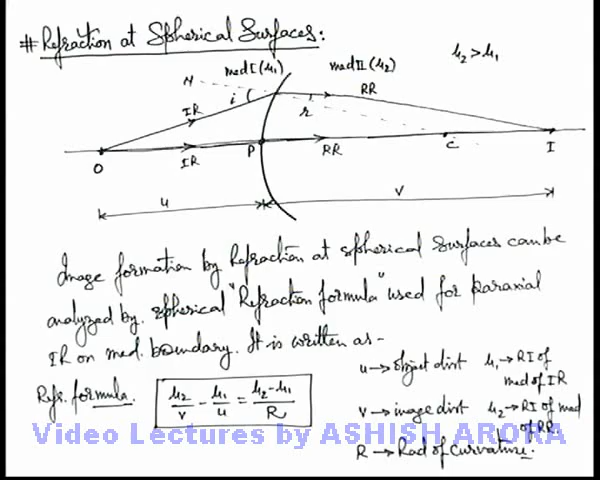 # Refraction at Spherical Surfaces:
μ₂ > μ₁
N
med I (μ₁)
med II (μ₂)
i
IR
r
RR
O
IR
P
RR
C
I
u
v
Image formation by Refraction at spherical surfaces can be
analyzed by spherical "Refraction formula" used for paraxial
IR on med. boundary. It is written as -
Refr. formula. μ₂/v - μ₁/u = (μ₂-μ₁)/R
u → object dist μ₁ → RI of
med of IR
v → image dist μ₂ → RI of med
of RR
R → Rad of curvature.
Video Lectures by ASHISH ARORA